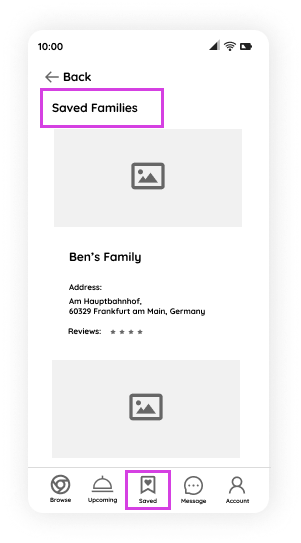 10:00
Back
Saved Families
Ben's Family
Address:
Am Hauptbahnhof,
60329 Frankfurt am Main, Germany
Reviews: ★ ★ ★ ★
Browse Upcoming Saved Message Account